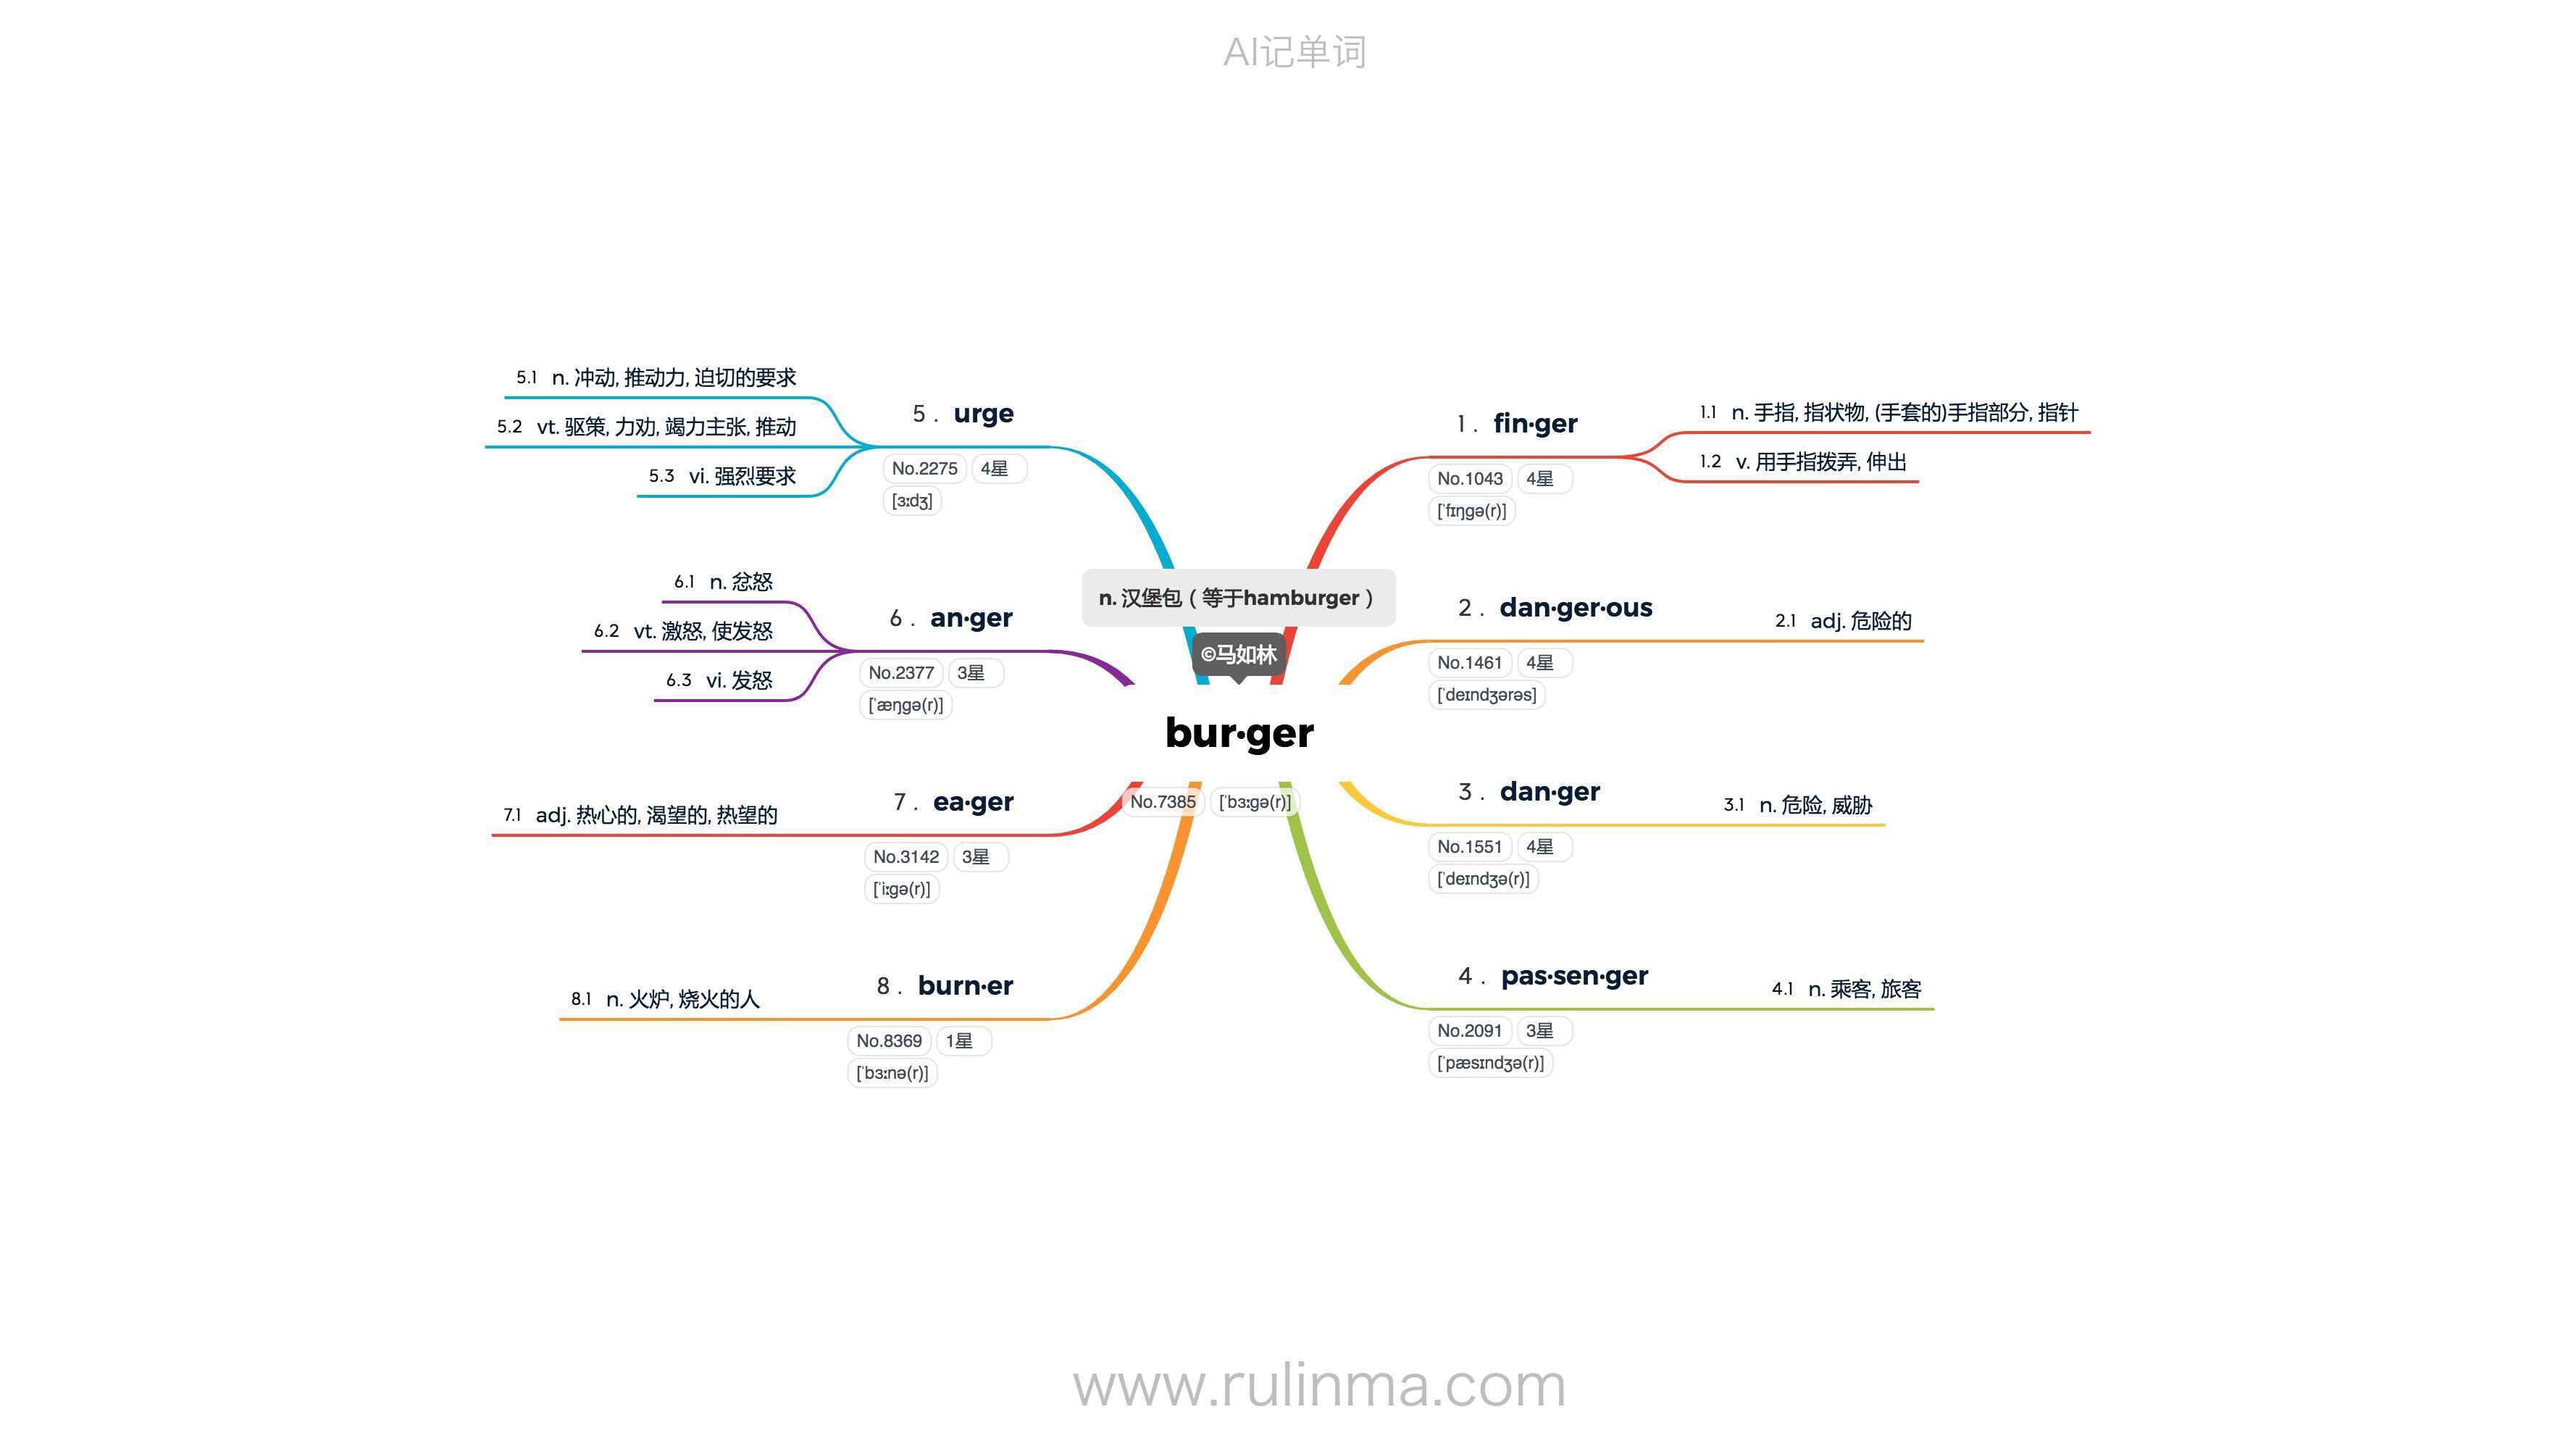 AI记单词
n. 汉堡包（等于hamburger）
©马如林
bur·ger
No.7385 [ˈbɜːgə(r)]
1. fin·ger
No.1043 4星
[ˈfɪŋgə(r)]
1.1 n. 手指, 指状物, (手套的)手指部分, 指针
1.2 v. 用手指拨弄, 伸出
2. dan·ger·ous
No.1461 4星
[ˈdeɪndʒərəs]
2.1 adj. 危险的
3. dan·ger
No.1551 4星
[ˈdeɪndʒə(r)]
3.1 n. 危险, 威胁
4. pas·sen·ger
No.2091 3星
[ˈpæsɪndʒə(r)]
4.1 n. 乘客, 旅客
5. urge
No.2275 4星
[ɜːdʒ]
5.1 n. 冲动, 推动力, 迫切的要求
5.2 vt. 驱策, 力劝, 竭力主张, 推动
5.3 vi. 强烈要求
6. an·ger
No.2377 3星
[ˈæŋgə(r)]
6.1 n. 忿怒
6.2 vt. 激怒, 使发怒
6.3 vi. 发怒
7. ea·ger
No.3142 3星
[ˈiːgə(r)]
7.1 adj. 热心的, 渴望的, 热望的
8. burn·er
No.8369 1星
[ˈbɜːnə(r)]
8.1 n. 火炉, 烧火的人
www.rulinma.com